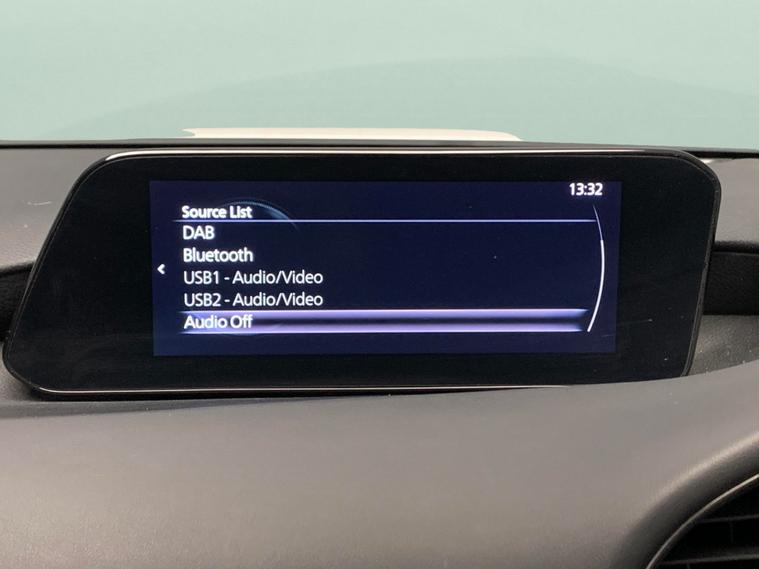 13:32
Source List
DAB
Bluetooth
USB1 - Audio/Video
USB2 - Audio/Video
Audio Off